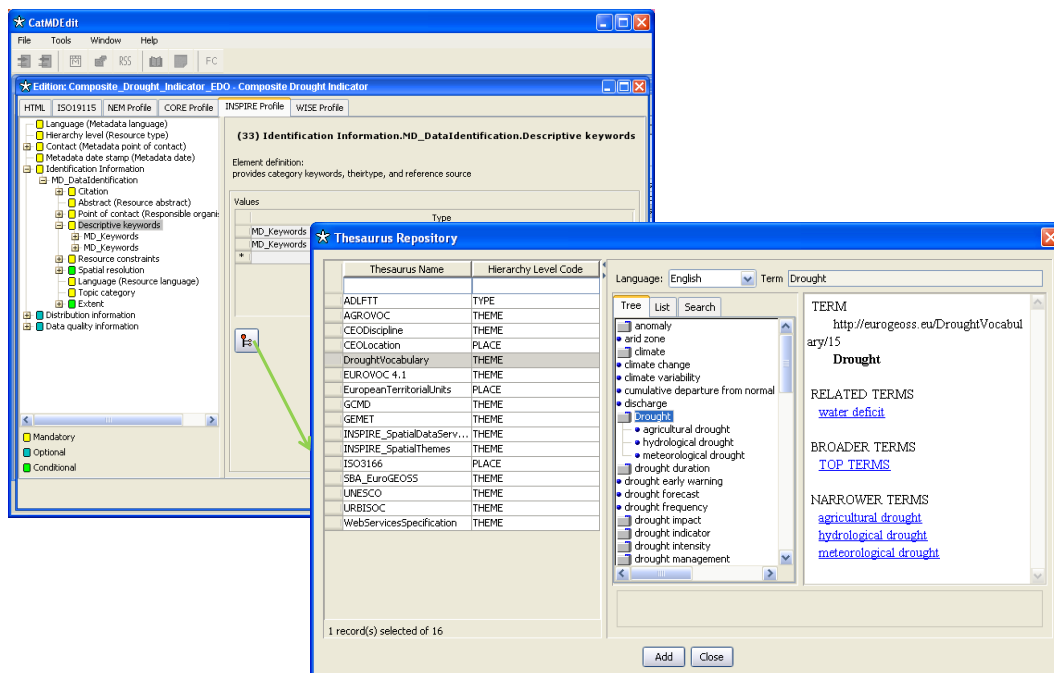 CatMDEdit
File Tools Window Help
RSS FC
Edition: Composite_Drought_Indicator_EDO - Composite Drought Indicator
HTML ISO19115 NEM Profile CORE Profile INSPIRE Profile WISE Profile
Language (Metadata language)
Hierarchy level (Resource type)
Contact (Metadata point of contact)
Metadata date stamp (Metadata date)
Identification Information
MD_DataIdentification
Citation
Abstract (Resource abstract)
Point of contact (Responsible organis
Descriptive keywords
MD_Keywords
MD_Keywords
Resource constraints
Spatial resolution
Language (Resource language)
Topic category
Extent
Distribution information
Data quality information
Mandatory
Optional
Conditional
(33) Identification Information.MD_DataIdentification.Descriptive keywords
Element definition:
provides category keywords, theirtype, and reference source
Values
Type
MD_Keywords
MD_Keywords
*
Thesaurus Repository
Thesaurus Name Hierarchy Level Code
ADLFTT TYPE
AGROVOC THEME
CEODiscipline THEME
CEOLocation PLACE
DroughtVocabulary THEME
EUROVOC 4.1 THEME
EuropeanTerritorialUnits PLACE
GCMD THEME
GEMET THEME
INSPIRE_SpatialDataServ... THEME
INSPIRE_SpatialThemes THEME
ISO3166 PLACE
SBA_EuroGEOSS THEME
UNESCO THEME
URBISOC THEME
WebServicesSpecification THEME
1 record(s) selected of 16
Language: English Term Drought
Tree List Search
anomaly
arid zone
climate
climate change
climate variability
cumulative departure from normal
discharge
Drought
agricultural drought
hydrological drought
meteorological drought
drought duration
drought early warning
drought forecast
drought frequency
drought impact
drought indicator
drought intensity
drought management
TERM
http://eurogeoss.eu/DroughtVocabul
ary/15
Drought
RELATED TERMS
water deficit
BROADER TERMS
TOP TERMS
NARROWER TERMS
agricultural drought
hydrological drought
meteorological drought
Add Close